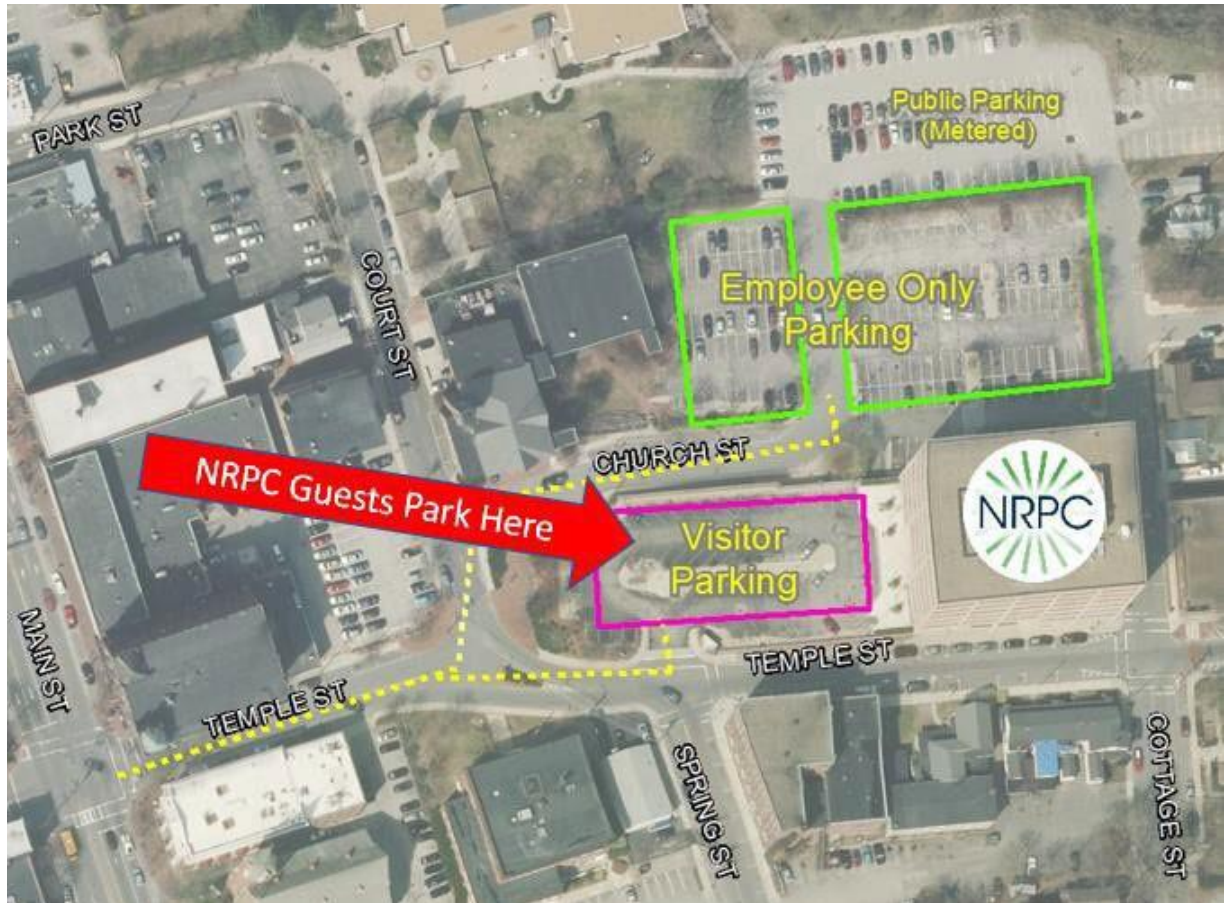 PARK ST
Public Parking
(Metered)
COURT ST
Employee Only
Parking
CHURCH ST
NRPC Guests Park Here
Visitor
Parking
NRPC
MAIN ST
TEMPLE ST
TEMPLE ST
SPRING ST
COTTAGE ST